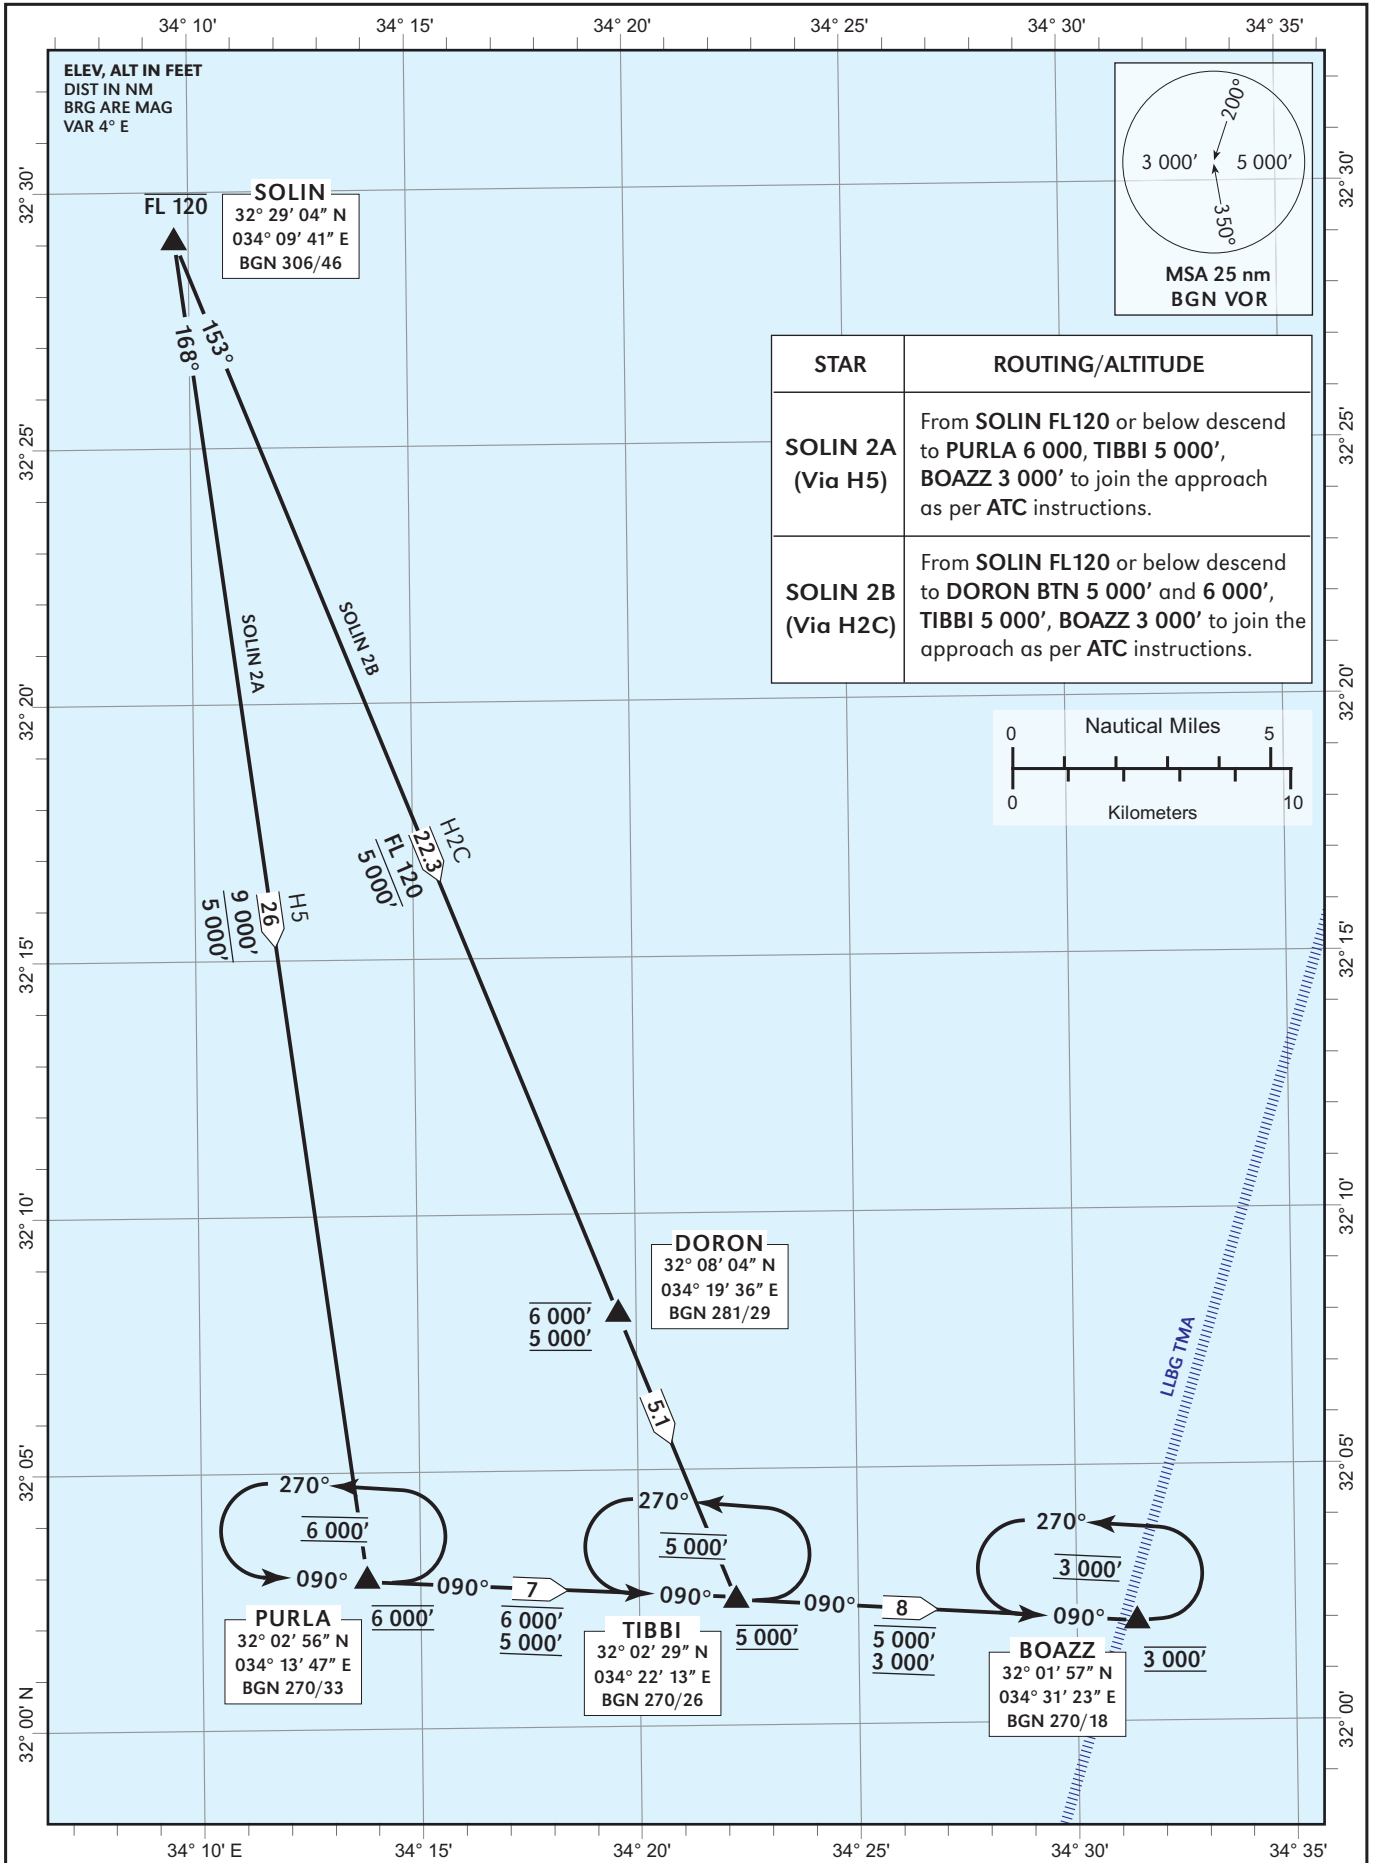 34° 10'
34° 15'
34° 20'
34° 25'
34° 30'
34° 35'
ELEV, ALT IN FEET
DIST IN NM
BRG ARE MAG
VAR 4° E
200°
3 000’
5 000’
350°
MSA 25 nm
BGN VOR
32° 30'
32° 30'
FL 120
SOLIN
32° 29’ 04” N
034° 09’ 41” E
BGN 306/46
168°
153°
STAR
ROUTING/ALTITUDE
SOLIN 2A
(Via H5)
From SOLIN FL120 or below descend
to PURLA 6 000, TIBBI 5 000’,
BOAZZ 3 000’ to join the approach
as per ATC instructions.
SOLIN 2B
(Via H2C)
From SOLIN FL120 or below descend
to DORON BTN 5 000’ and 6 000’,
TIBBI 5 000’, BOAZZ 3 000’ to join the
approach as per ATC instructions.
32° 25'
32° 25'
SOLIN 2A
SOLIN 2B
32° 20'
32° 20'
Nautical Miles
0
5
0
10
Kilometers
H2C
22.3
FL 120
5 000’
H5
26
9 000’
5 000’
32° 15'
32° 15'
32° 10'
32° 10'
DORON
32° 08’ 04” N
034° 19’ 36” E
BGN 281/29
6 000’
5 000’
LLBG TMA
5.1
32° 05'
32° 05'
270°
6 000’
090°
6 000’
PURLA
32° 02’ 56” N
034° 13’ 47” E
BGN 270/33
090°
7
6 000’
5 000’
270°
5 000’
090°
5 000’
TIBBI
32° 02’ 29” N
034° 22’ 13” E
BGN 270/26
090°
8
5 000’
3 000’
270°
3 000’
090°
3 000’
BOAZZ
32° 01’ 57” N
034° 31’ 23” E
BGN 270/18
32° 00' N
32° 00'
34° 10' E
34° 15'
34° 20'
34° 25'
34° 30'
34° 35'